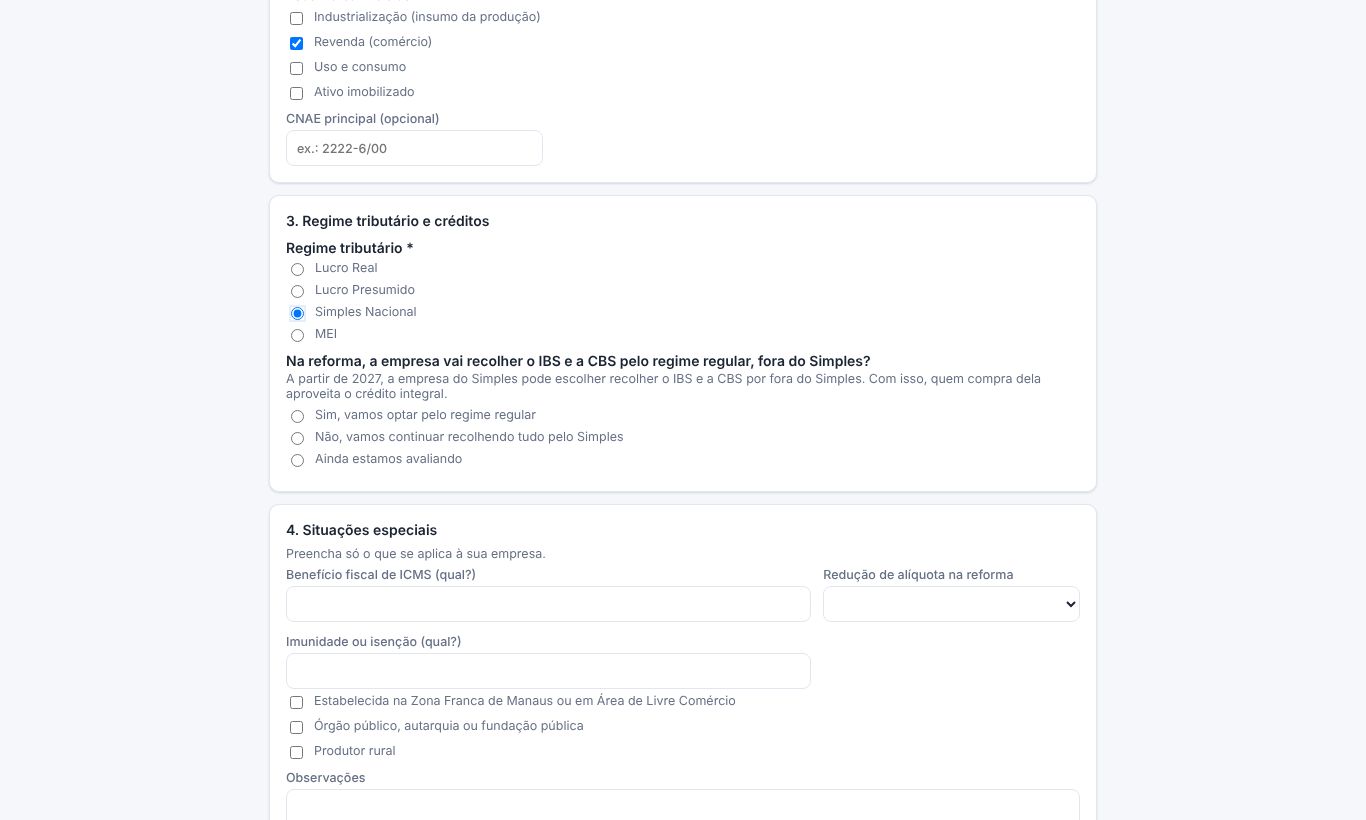 Industrialização (insumo da produção)
Revenda (comércio)
Uso e consumo
Ativo imobilizado
CNAE principal (opcional)
ex.: 2222-6/00
3. Regime tributário e créditos
Regime tributário *
Lucro Real
Lucro Presumido
Simples Nacional
MEI
Na reforma, a empresa vai recolher o IBS e a CBS pelo regime regular, fora do Simples?
A partir de 2027, a empresa do Simples pode escolher recolher o IBS e a CBS por fora do Simples. Com isso, quem compra dela
aproveita o crédito integral.
Sim, vamos optar pelo regime regular
Não, vamos continuar recolhendo tudo pelo Simples
Ainda estamos avaliando
4. Situações especiais
Preencha só o que se aplica à sua empresa.
Benefício fiscal de ICMS (qual?)
Redução de alíquota na reforma
Imunidade ou isenção (qual?)
Estabelecida na Zona Franca de Manaus ou em Área de Livre Comércio
Órgão público, autarquia ou fundação pública
Produtor rural
Observações